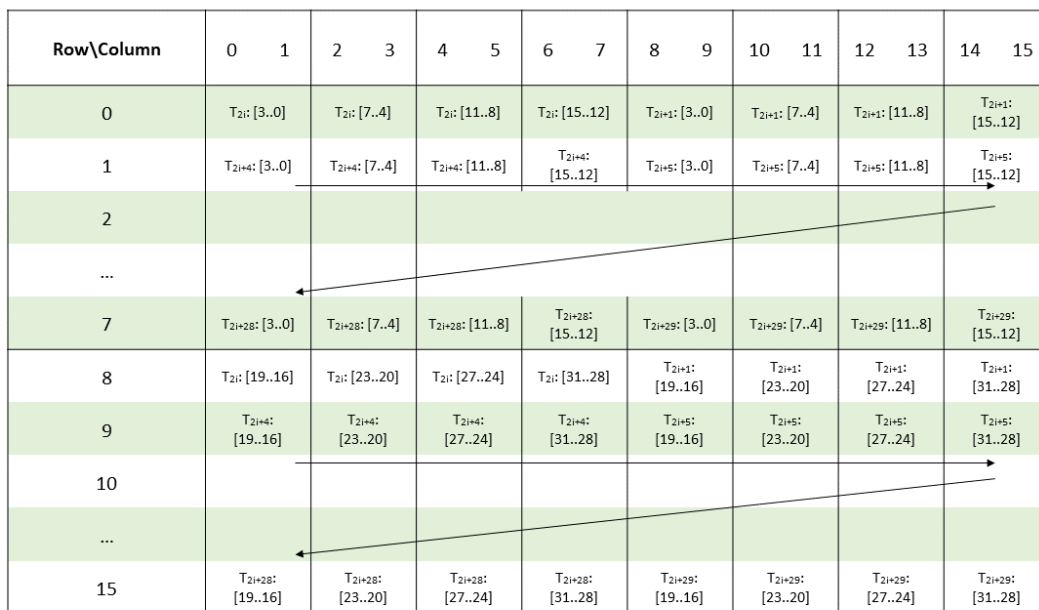 Row\Column 0 1 2 3 4 5 6 7 8 9 10 11 12 13 14 15
0 T2i: [3..0] T2i: [7..4] T2i: [11..8] T2i: [15..12] T2i+1: [3..0] T2i+1: [7..4] T2i+1: [11..8] T2i+1: [15..12]
1 T2i+4: [3..0] T2i+4: [7..4] T2i+4: [11..8] T2i+4: [15..12] T2i+5: [3..0] T2i+5: [7..4] T2i+5: [11..8] T2i+5: [15..12]
2
...
7 T2i+28: [3..0] T2i+28: [7..4] T2i+28: [11..8] T2i+28: [15..12] T2i+29: [3..0] T2i+29: [7..4] T2i+29: [11..8] T2i+29: [15..12]
8 T2i: [19..16] T2i: [23..20] T2i: [27..24] T2i: [31..28] T2i+1: [19..16] T2i+1: [23..20] T2i+1: [27..24] T2i+1: [31..28]
9 T2i+4: [19..16] T2i+4: [23..20] T2i+4: [27..24] T2i+4: [31..28] T2i+5: [19..16] T2i+5: [23..20] T2i+5: [27..24] T2i+5: [31..28]
10
...
15 T2i+28: [19..16] T2i+28: [23..20] T2i+28: [27..24] T2i+28: [31..28] T2i+29: [19..16] T2i+29: [23..20] T2i+29: [27..24] T2i+29: [31..28]